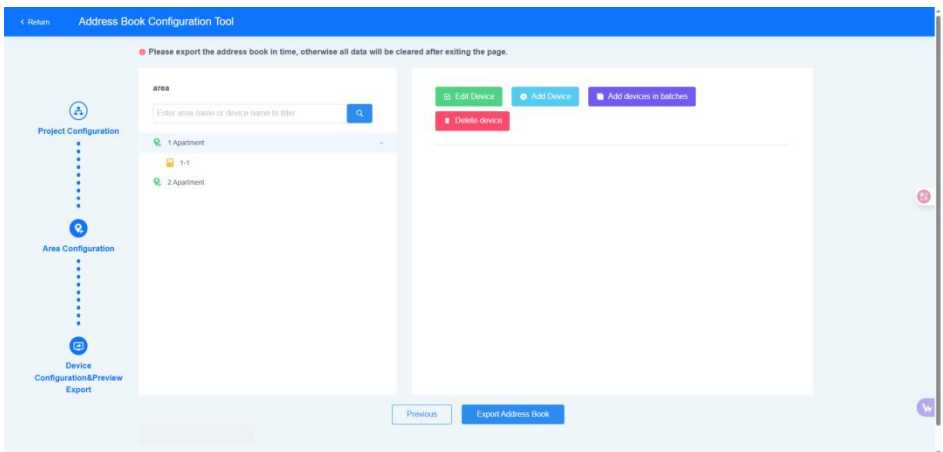 < Return
Address Book Configuration Tool
Please export the address book in time, otherwise all data will be cleared after exiting the page.
Project Configuration
Area Configuration
Device
Configuration&Preview
Export
area
Enter area name or device name to filter
1 Apartment
1-1
2 Apartment
Edit Device
Add Device
Add devices in batches
Delete device
Previous
Export Address Book